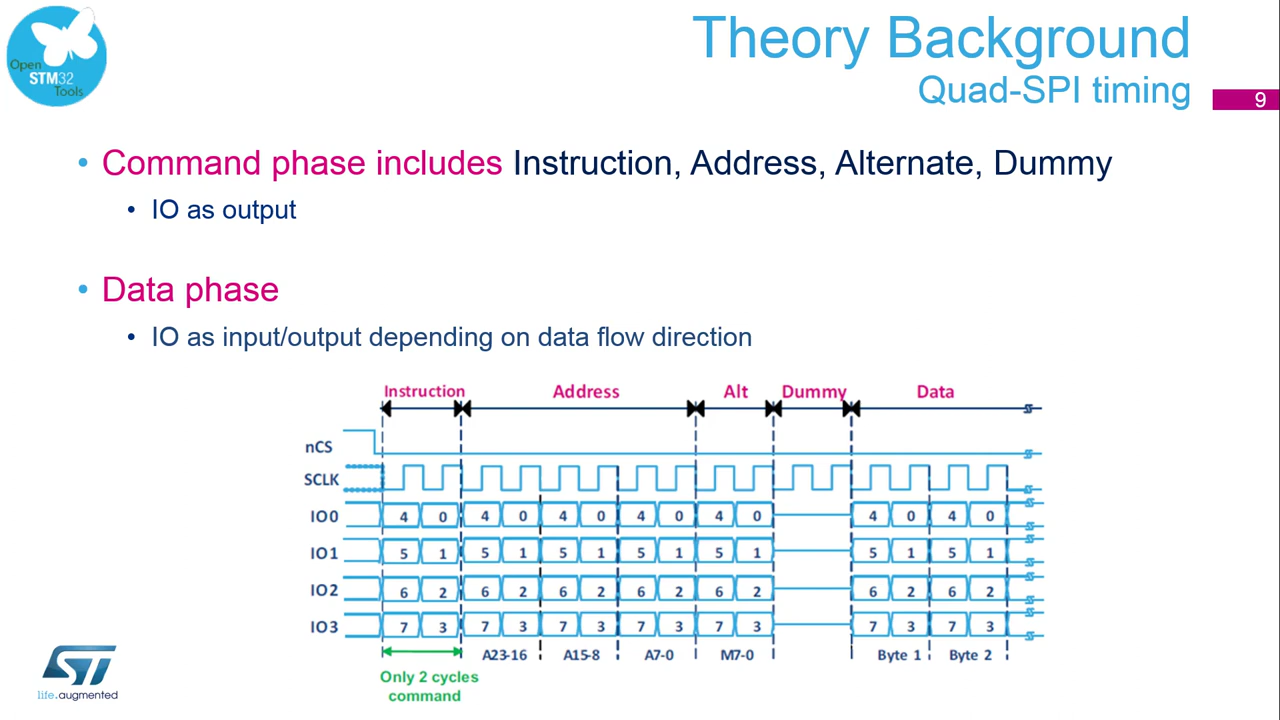 Open
STM32
Tools
Theory Background
Quad-SPI timing
9
• Command phase includes Instruction, Address, Alternate, Dummy
• IO as output
• Data phase
• IO as input/output depending on data flow direction
Instruction Address Alt Dummy Data
nCS
SCLK
IO0 4 0 4 0 4 0 4 0 4 0 4 0 4 0
IO1 5 1 5 1 5 1 5 1 5 1 5 1 5 1
IO2 6 2 6 2 6 2 6 2 6 2 6 2 6 2
IO3 7 3 7 3 7 3 7 3 7 3 7 3 7 3
A23-16 A15-8 A7-0 M7-0 Byte 1 Byte 2
Only 2 cycles
command
ST
life.augmented